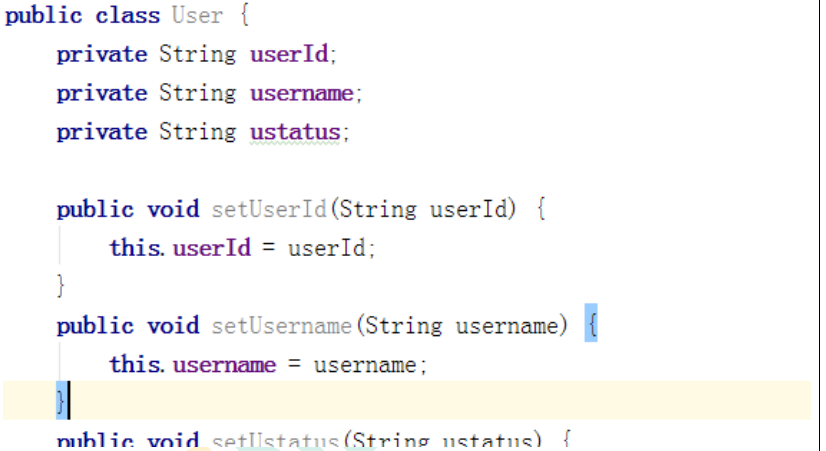 public class User {
    private String userId;
    private String username;
    private String ustatus;
    public void setUserId(String userId) {
        this.userId = userId;
    }
    public void setUsername(String username) {
        this.username = username;
    }
    public void setUstatus(String ustatus) {